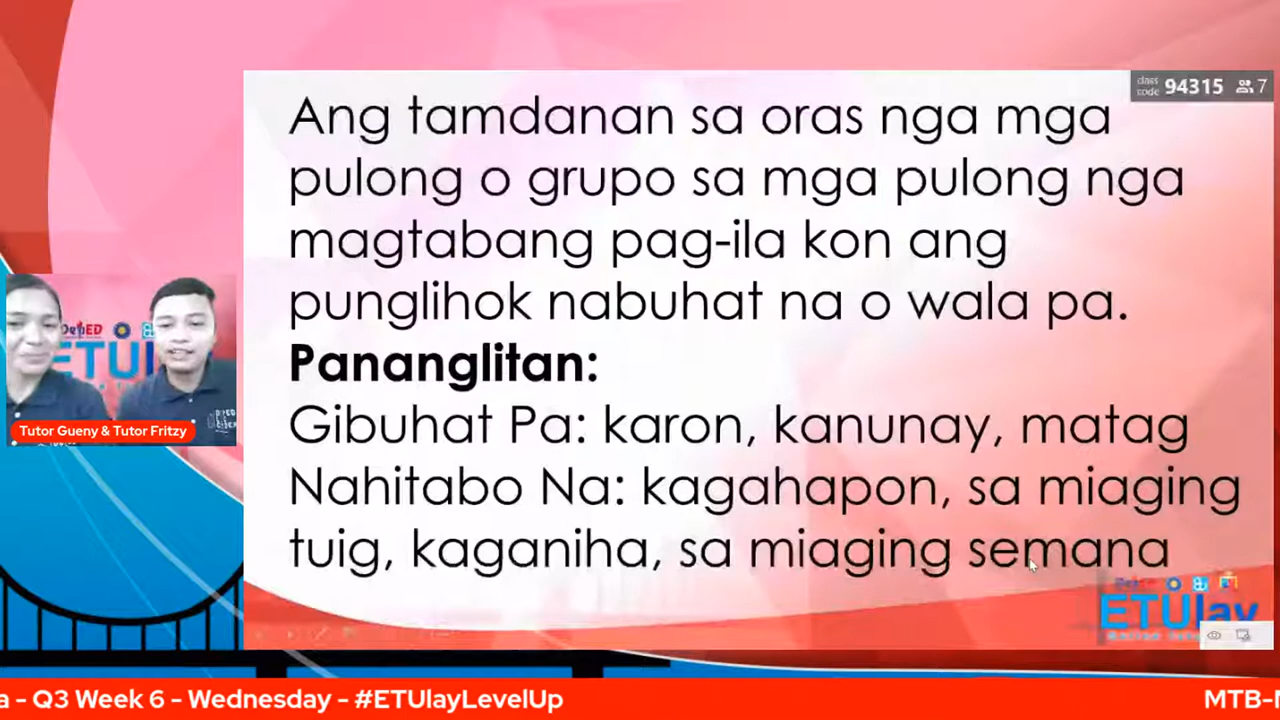 class code 94315 7
Ang tamdanan sa oras nga mga
pulong o grupo sa mga pulong nga
magtabang pag-ila kon ang
punglihok nabuhat na o wala pa.
Pananglitan:
Gibuhat Pa: karon, kanunay, matag
Nahitabo Na: kagahapon, sa miaging
tuig, kaganiha, sa miaging semana
DepED
ETUlay
Tutor Gueny & Tutor Fritzy
ETUlay
a - Q3 Week 6 - Wednesday - #ETUlayLevelUp
MTB-